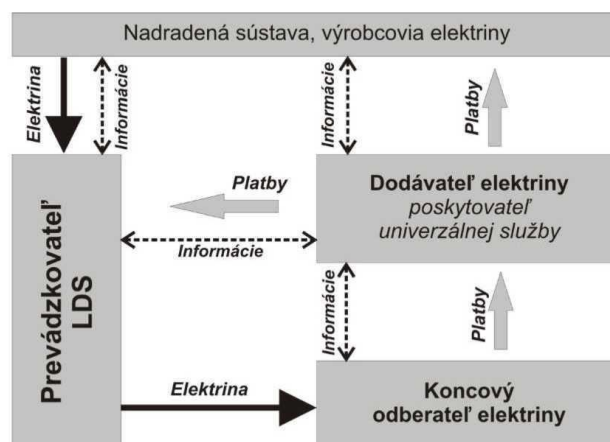 Nadradená sústava, výrobcovia elektriny
Elektrina
Informácie
Informácie
Platby
Platby
Dodávateľ elektriny
poskytovateľ
univerzálnej služby
Informácie
Prevádzkovateľ
LDS
Informácie
Platby
Elektrina
Koncový
odberateľ elektriny